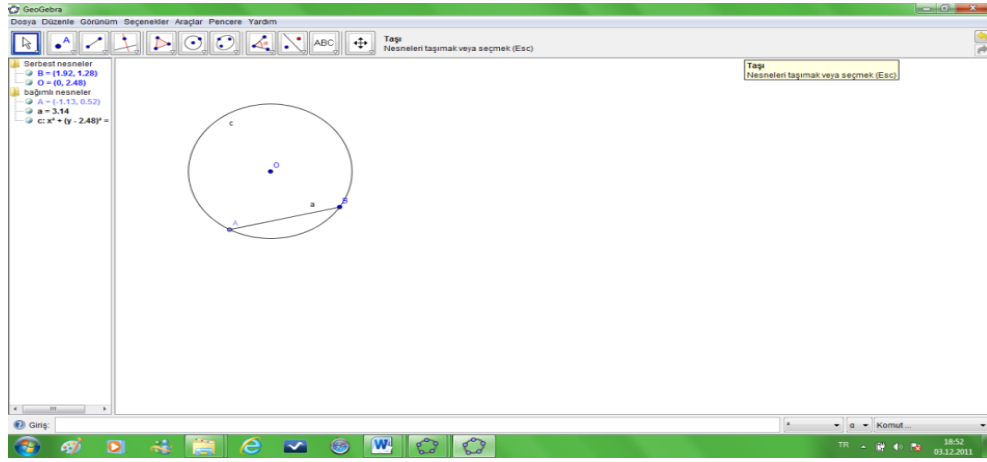 GeoGebra
Dosya Düzenle Görünüm Seçenekler Araçlar Pencere Yardım
A
ABC
Taşı
Nesneleri taşımak veya seçmek (Esc)
Serbest nesneler
B = (1.92, 1.28)
O = (0, 2.48)
bağımlı nesneler
A = (-1.13, 0.52)
a = 3.14
c: x² + (y - 2.48)² =
Taşı
Nesneleri taşımak veya seçmek (Esc)
c
O
a
B
A
Giriş:
α
Komut ...
W
TR
18:52
03.12.2011